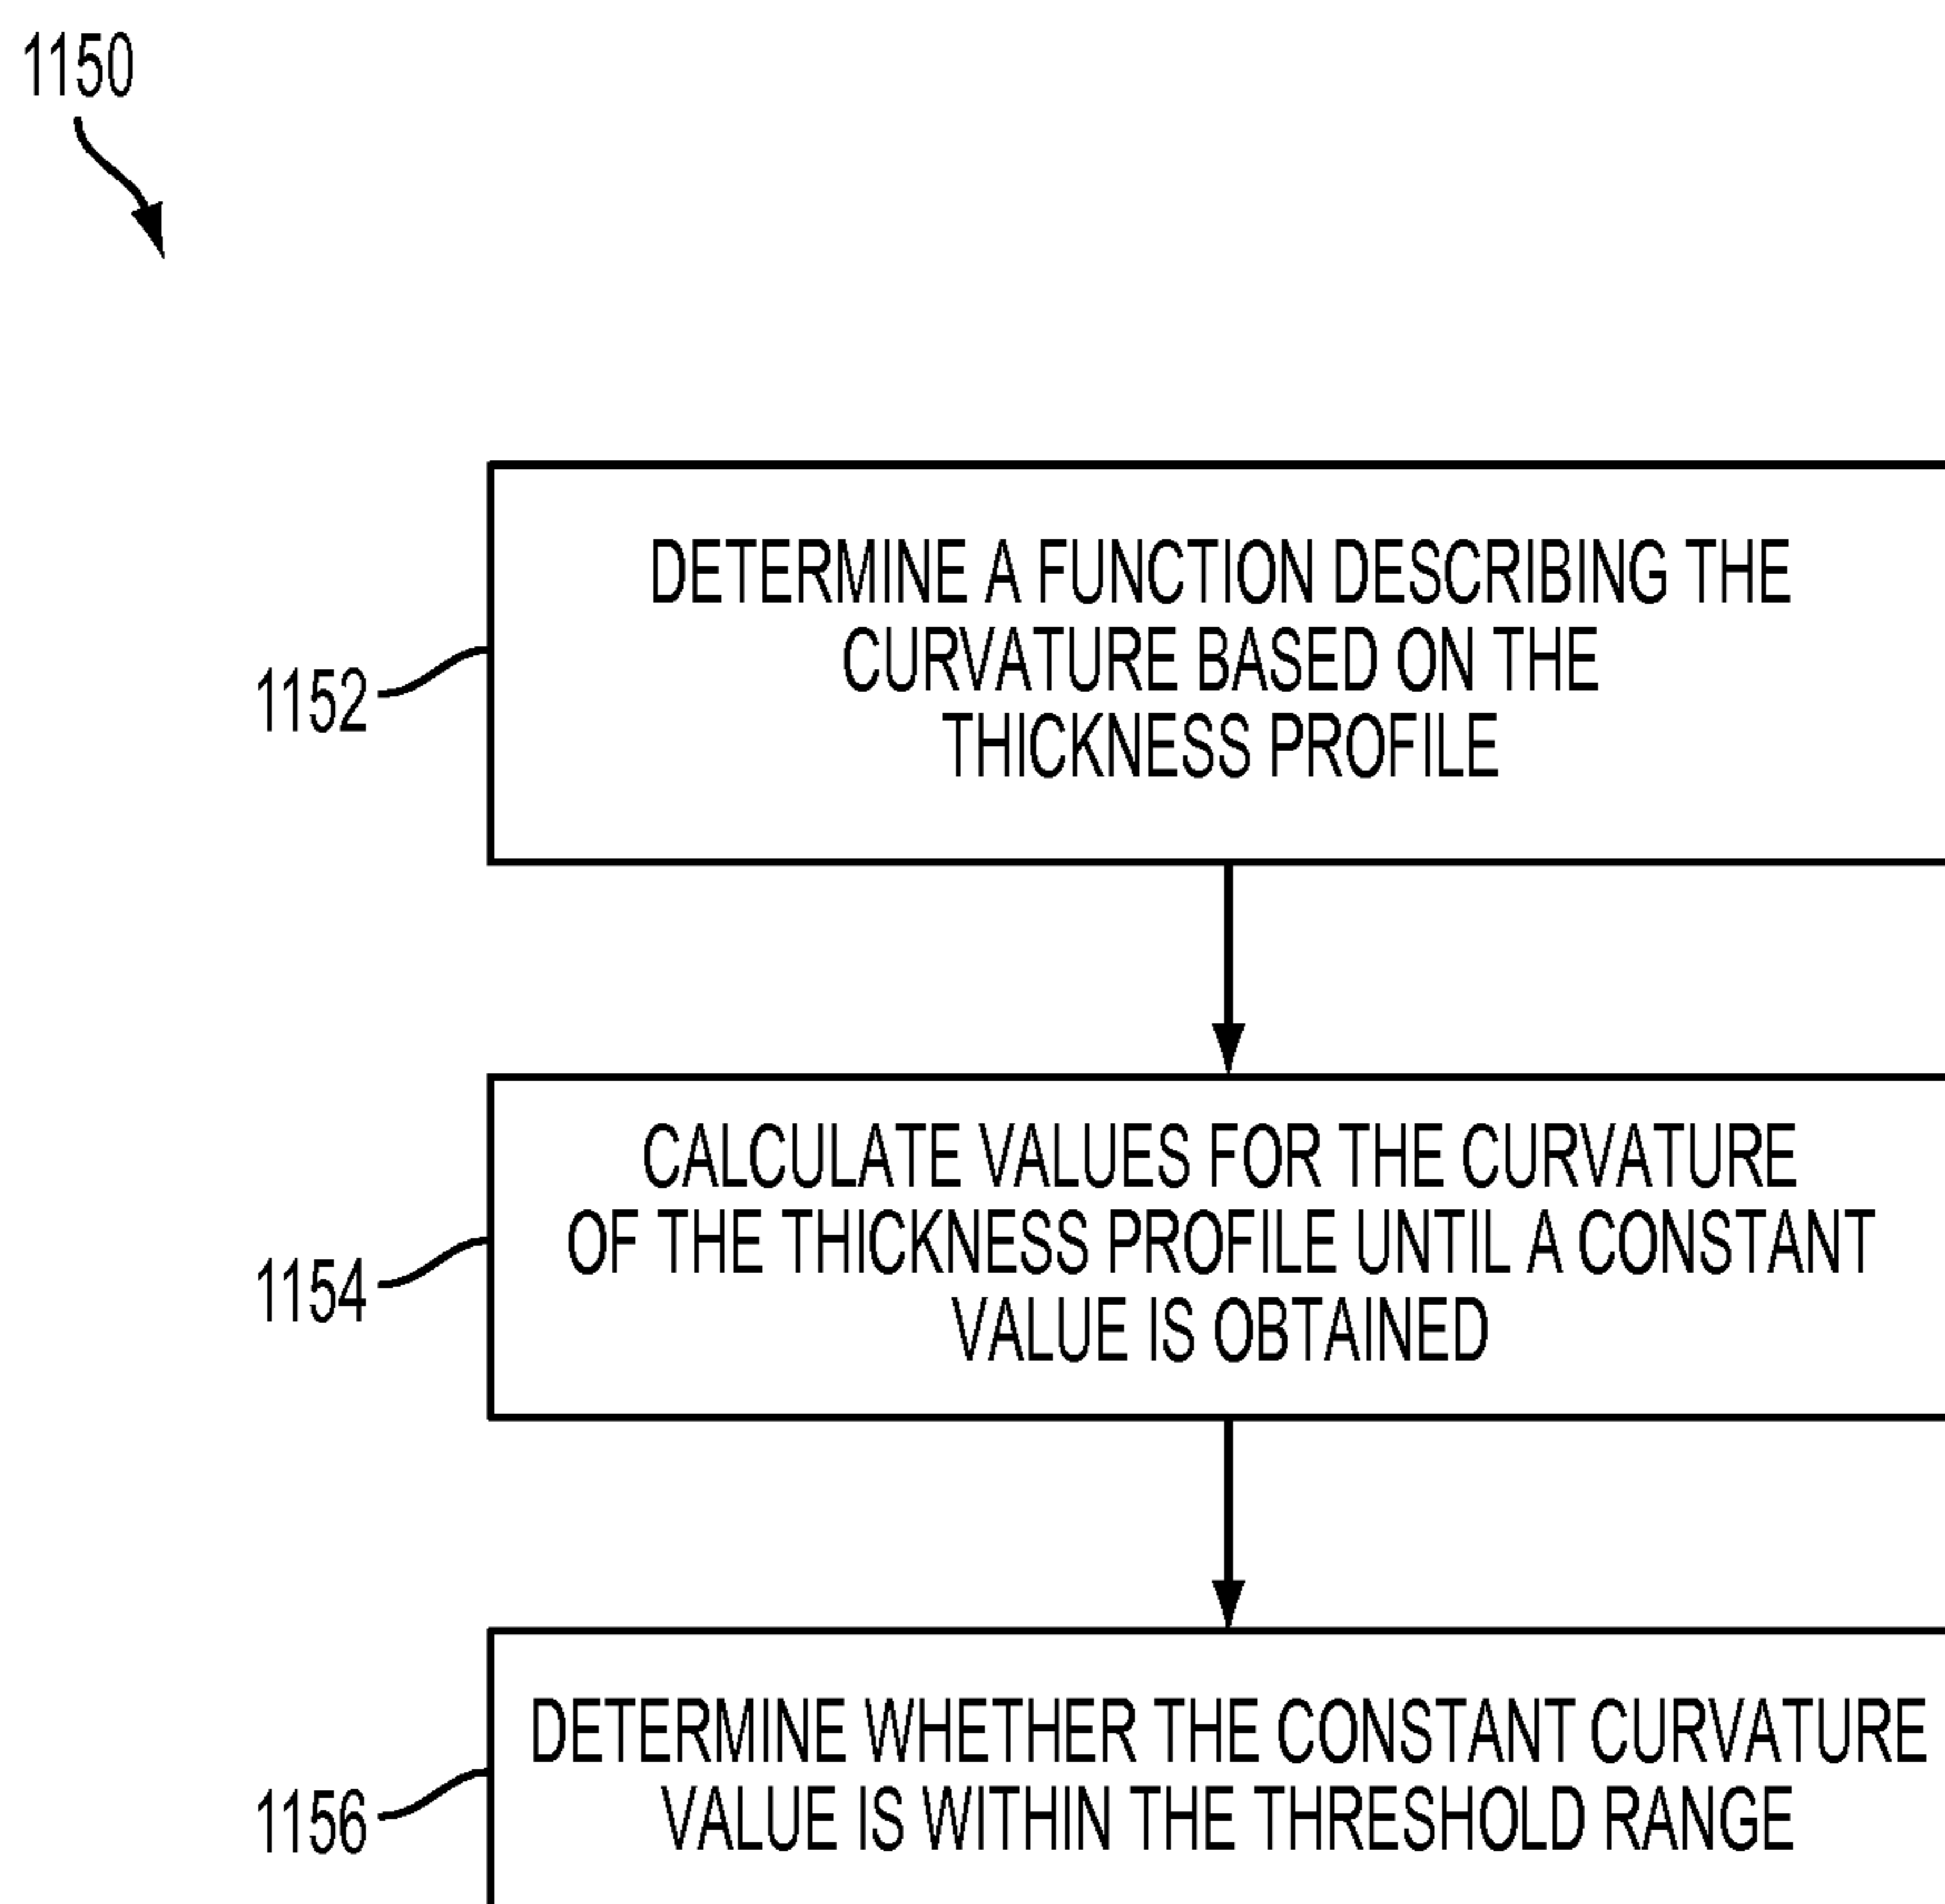 1150
DETERMINE A FUNCTION DESCRIBING THE
CURVATURE BASED ON THE
THICKNESS PROFILE
1152
CALCULATE VALUES FOR THE CURVATURE
OF THE THICKNESS PROFILE UNTIL A CONSTANT
VALUE IS OBTAINED
1154
DETERMINE WHETHER THE CONSTANT CURVATURE
VALUE IS WITHIN THE THRESHOLD RANGE
1156